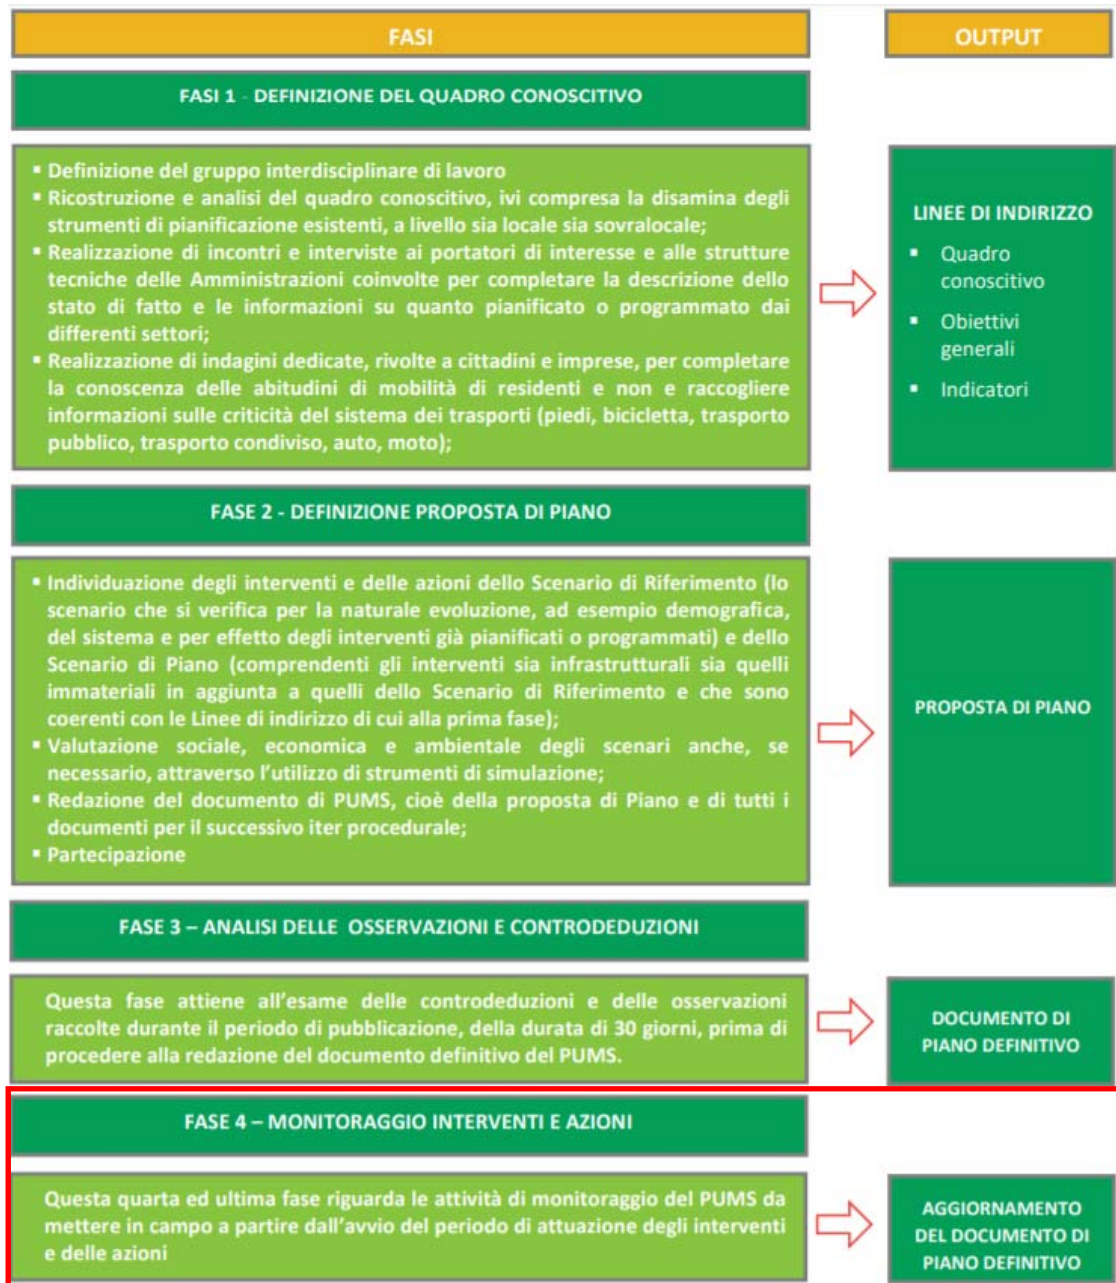 FASI
OUTPUT
FASI 1 - DEFINIZIONE DEL QUADRO CONOSCITIVO
▪ Definizione del gruppo interdisciplinare di lavoro
▪ Ricostruzione e analisi del quadro conoscitivo, ivi compresa la disamina degli
strumenti di pianificazione esistenti, a livello sia locale sia sovralocale;
▪ Realizzazione di incontri e interviste ai portatori di interesse e alle strutture
tecniche delle Amministrazioni coinvolte per completare la descrizione dello
stato di fatto e le informazioni su quanto pianificato o programmato dai
differenti settori;
▪ Realizzazione di indagini dedicate, rivolte a cittadini e imprese, per completare
la conoscenza delle abitudini di mobilità di residenti e non e raccogliere
informazioni sulle criticità del sistema dei trasporti (piedi, bicicletta, trasporto
pubblico, trasporto condiviso, auto, moto);
LINEE DI INDIRIZZO
▪ Quadro
conoscitivo
▪ Obiettivi
generali
▪ Indicatori
FASE 2 - DEFINIZIONE PROPOSTA DI PIANO
▪ Individuazione degli interventi e delle azioni dello Scenario di Riferimento (lo
scenario che si verifica per la naturale evoluzione, ad esempio demografica,
del sistema e per effetto degli interventi già pianificati o programmati) e dello
Scenario di Piano (comprendenti gli interventi sia infrastrutturali sia quelli
immateriali in aggiunta a quelli dello Scenario di Riferimento e che sono
coerenti con le Linee di indirizzo di cui alla prima fase);
▪ Valutazione sociale, economica e ambientale degli scenari anche, se
necessario, attraverso l'utilizzo di strumenti di simulazione;
▪ Redazione del documento di PUMS, cioè della proposta di Piano e di tutti i
documenti per il successivo iter procedurale;
▪ Partecipazione
PROPOSTA DI PIANO
FASE 3 – ANALISI DELLE OSSERVAZIONI E CONTRODEDUZIONI
Questa fase attiene all'esame delle controdeduzioni e delle osservazioni
raccolte durante il periodo di pubblicazione, della durata di 30 giorni, prima di
procedere alla redazione del documento definitivo del PUMS.
DOCUMENTO DI
PIANO DEFINITIVO
FASE 4 – MONITORAGGIO INTERVENTI E AZIONI
Questa quarta ed ultima fase riguarda le attività di monitoraggio del PUMS da
mettere in campo a partire dall'avvio del periodo di attuazione degli interventi
e delle azioni
AGGIORNAMENTO
DEL DOCUMENTO DI
PIANO DEFINITIVO